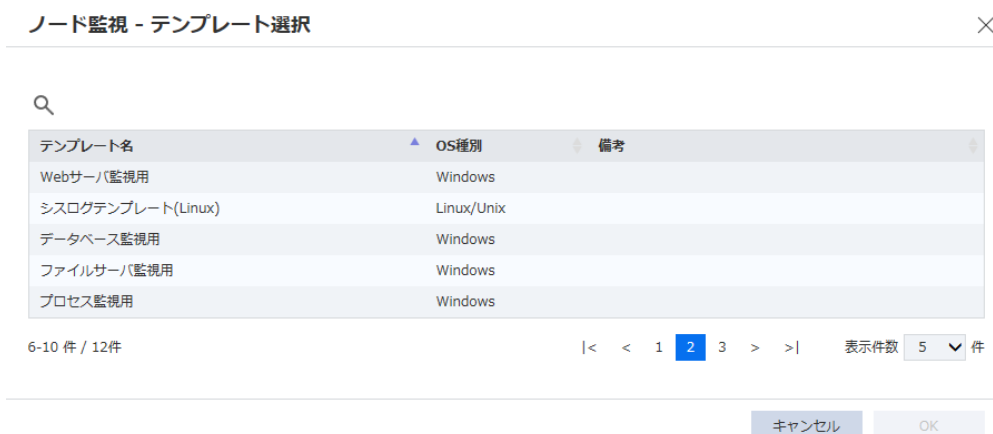 ノード監視 - テンプレート選択
テンプレート名 OS種別 備考
Webサーバ監視用 Windows
シスログテンプレート(Linux) Linux/Unix
データベース監視用 Windows
ファイルサーバ監視用 Windows
プロセス監視用 Windows
6-10 件 / 12件 |< < 1 2 3 > >| 表示件数 5 件
キャンセル OK